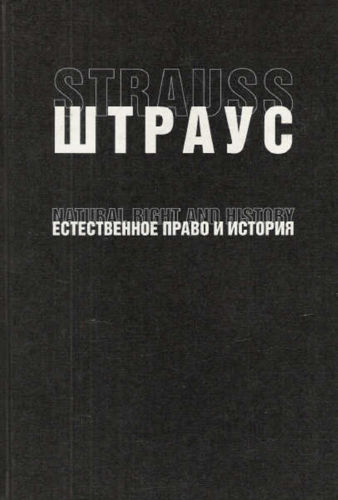 STRAUSS
ШТРАУС
NATURAL RIGHT AND HISTORY
ЕСТЕСТВЕННОЕ ПРАВО И ИСТОРИЯ